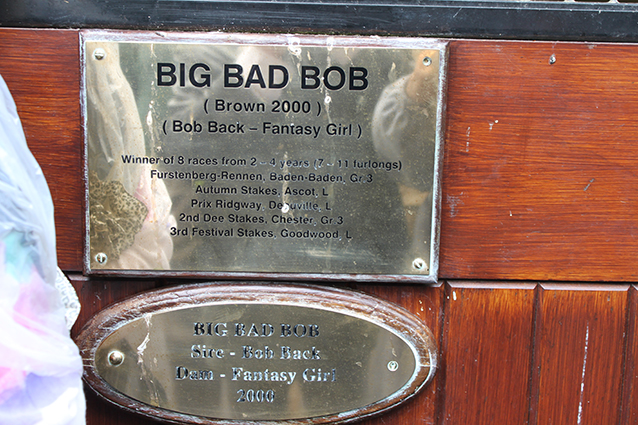 BIG BAD BOB
( Brown 2000 )
( Bob Back – Fantasy Girl )
Winner of 8 races from 2 – 4 years (7 – 11 furlongs)
Furstenberg-Rennen, Baden-Baden, Gr 3
Autumn Stakes, Ascot, L
Prix Ridgway, Deauville, L
2nd Dee Stakes, Chester, Gr 3
3rd Festival Stakes, Goodwood, L
BIG BAD BOB
Sire - Bob Back
Dam - Fantasy Girl
2000